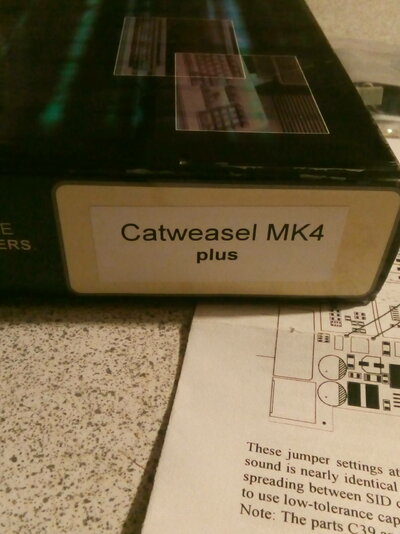 ERS
Catweasel MK4
plus
These jumper settings
sound is nearly identical
spreading between SID
to use low-tolerance cap
Note: The parts C39